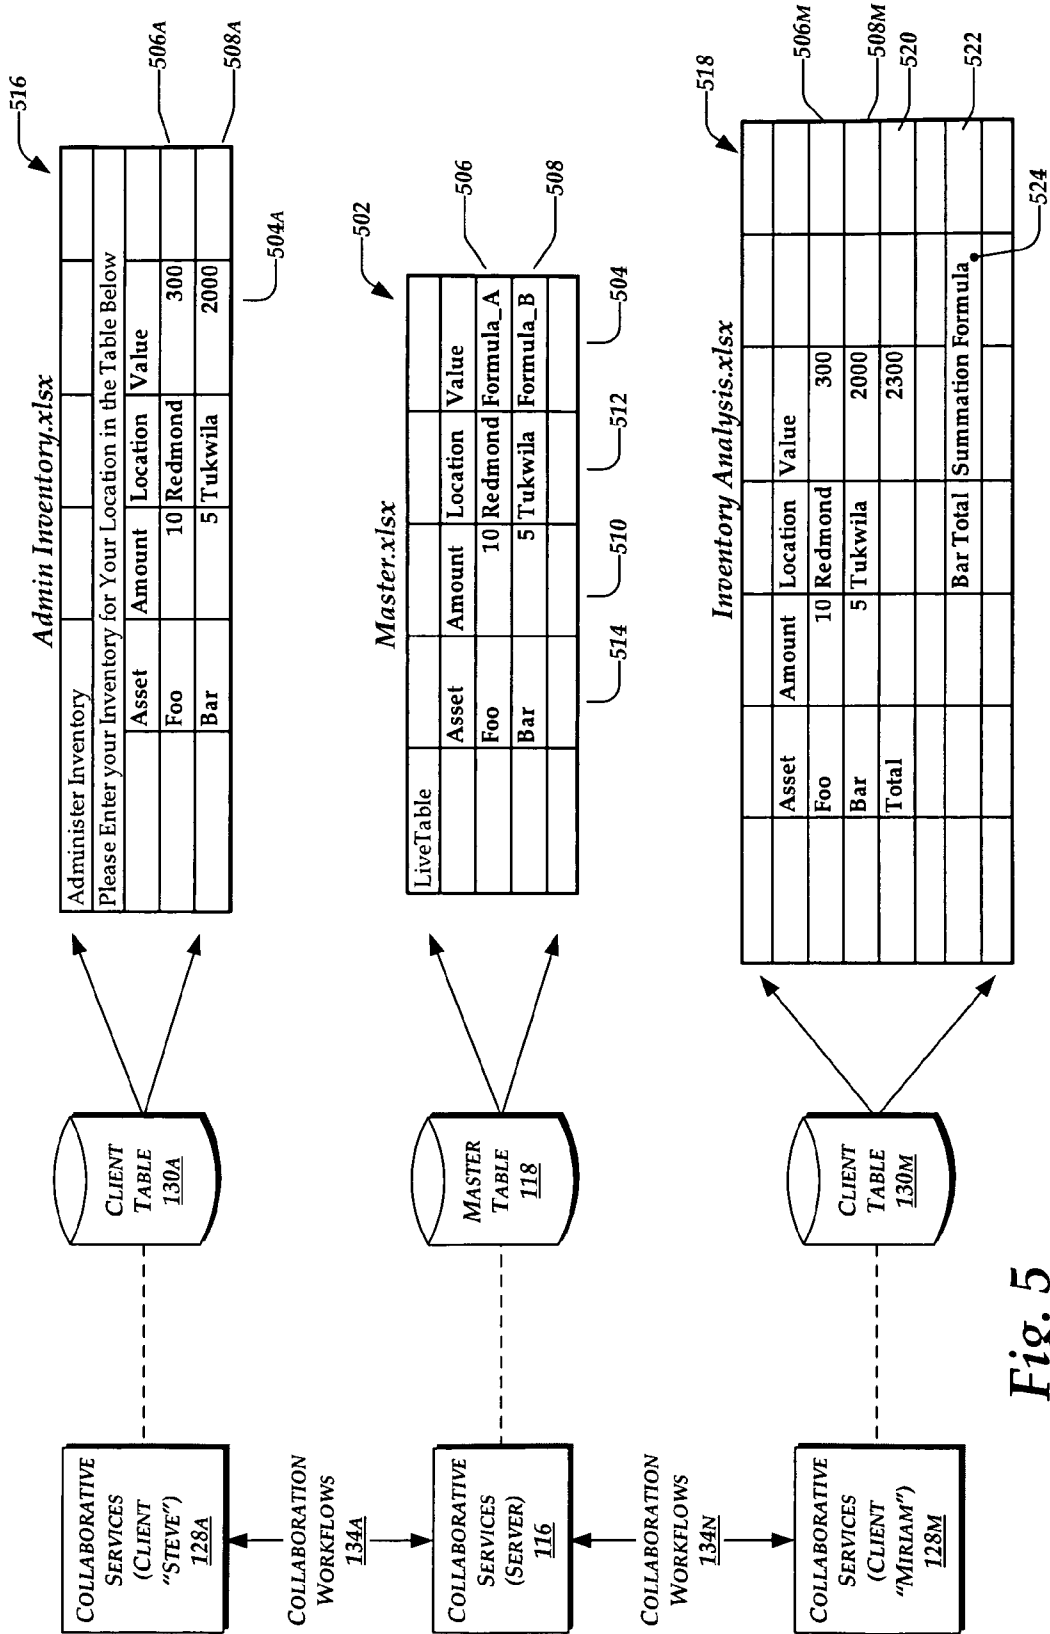 COLLABORATIVE
SERVICES
(CLIENT
"STEVE")
128A
COLLABORATION
WORKFLOWS
134A
COLLABORATIVE
SERVICES
(SERVER)
116
COLLABORATION
WORKFLOWS
134N
COLLABORATIVE
SERVICES
(CLIENT
"MIRIAM")
128M
CLIENT
TABLE
130A
MASTER
TABLE
118
CLIENT
TABLE
130M
Admin Inventory.xlsx
516
Administer Inventory
Please Enter your Inventory for Your Location in the Table Below
Asset Amount Location Value
Foo 10 Redmond 300
Bar 5 Tukwila 2000
506A
508A
504A
Master.xlsx
502
LiveTable
Asset Amount Location Value
Foo 10 Redmond Formula_A
Bar 5 Tukwila Formula_B
506
508
514
510
512
504
Inventory Analysis.xlsx
518
Asset Amount Location Value
Foo 10 Redmond 300
Bar 5 Tukwila 2000
Total 2300
Bar Total Summation Formula
506M
508M
520
522
524
Fig. 5